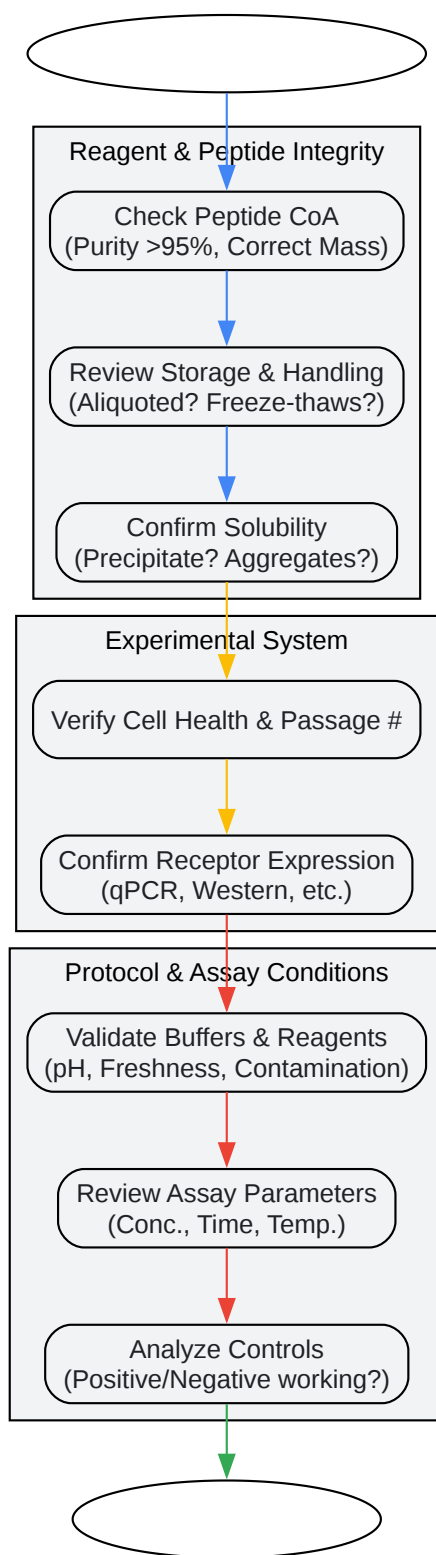 Reagent & Peptide Integrity
Check Peptide CoA
(Purity >95%, Correct Mass)
Review Storage & Handling
(Aliquoted? Freeze-thaws?)
Confirm Solubility
(Precipitate? Aggregates?)
Experimental System
Verify Cell Health & Passage #
Confirm Receptor Expression
(qPCR, Western, etc.)
Protocol & Assay Conditions
Validate Buffers & Reagents
(pH, Freshness, Contamination)
Review Assay Parameters
(Conc., Time, Temp.)
Analyze Controls
(Positive/Negative working?)